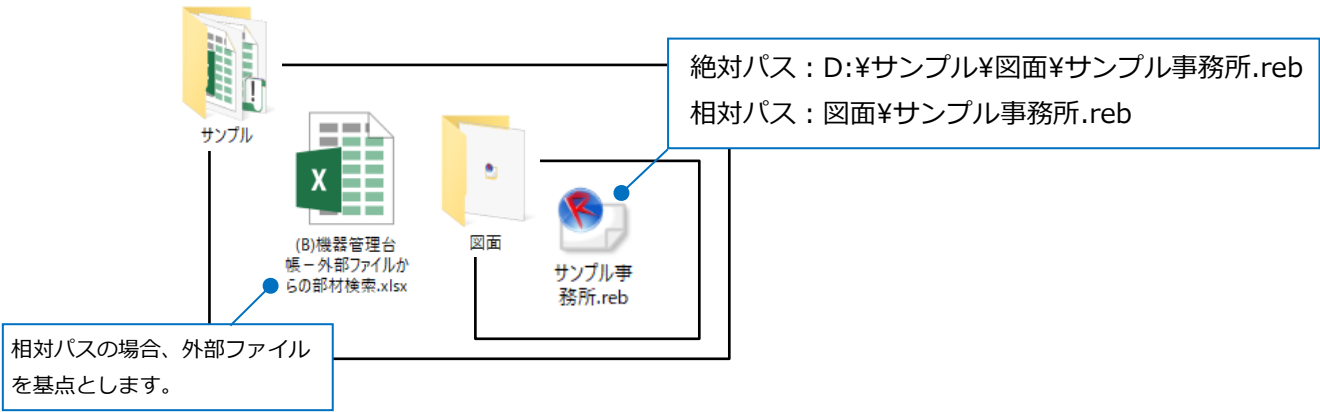 サンプル
絶対パス：D:¥サンプル¥図面¥サンプル事務所.reb
相対パス：図面¥サンプル事務所.reb
X
(B)機器管理台
帳－外部ファイルか
らの部材検索.xlsx
図面
R
サンプル事
務所.reb
相対パスの場合、外部ファイル
を基点とします。